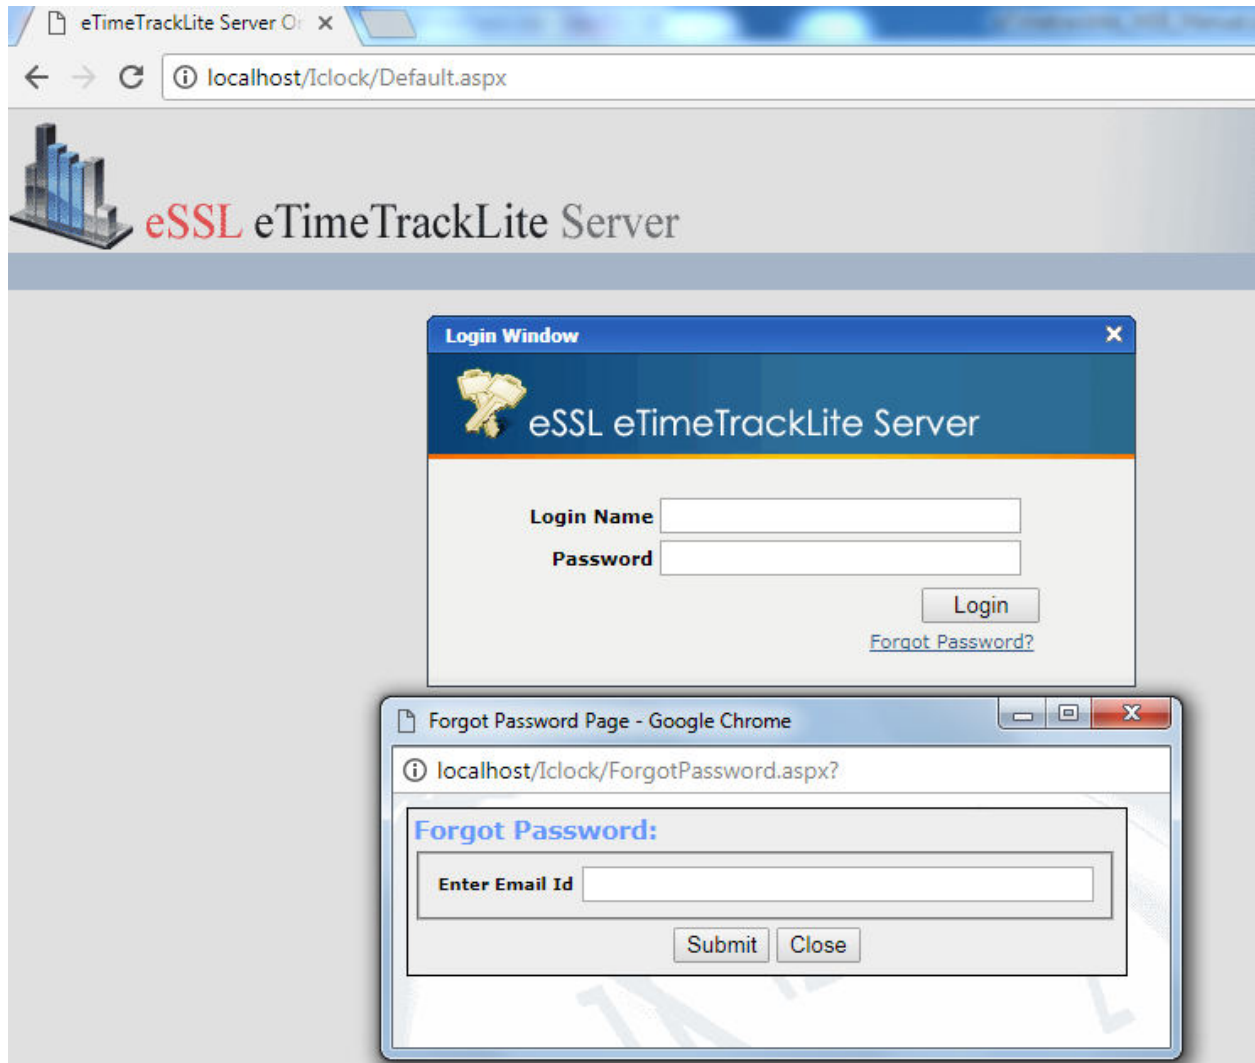 eTimeTrackLite Server O
localhost/Iclock/Default.aspx
eSSL eTimeTrackLite Server
Login Window
eSSL eTimeTrackLite Server
Login Name
Password
Login
Forgot Password?
Forgot Password Page - Google Chrome
localhost/Iclock/ForgotPassword.aspx?
Forgot Password:
Enter Email Id
Submit Close